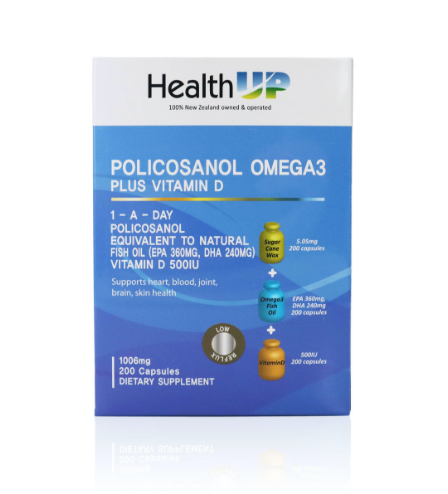 HealthUP
100% New Zealand owned & operated
POLICOSANOL OMEGA3
PLUS VITAMIN D
1-A-DAY
POLICOSANOL
EQUIVALENT TO NATURAL
FISH OIL (EPA 360MG, DHA 240MG)
VITAMIN D 500IU
Supports heart, blood, joint,
brain, skin health
Sugar
Cane
Wax
5.05mg
200 capsules
+
Omega3
Fish
Oil
EPA 360mg,
DHA 240mg
200 capsules
+
VitaminD
500IU
200 capsules
LOW
REFLUX
1006mg
200 Capsules
DIETARY SUPPLEMENT